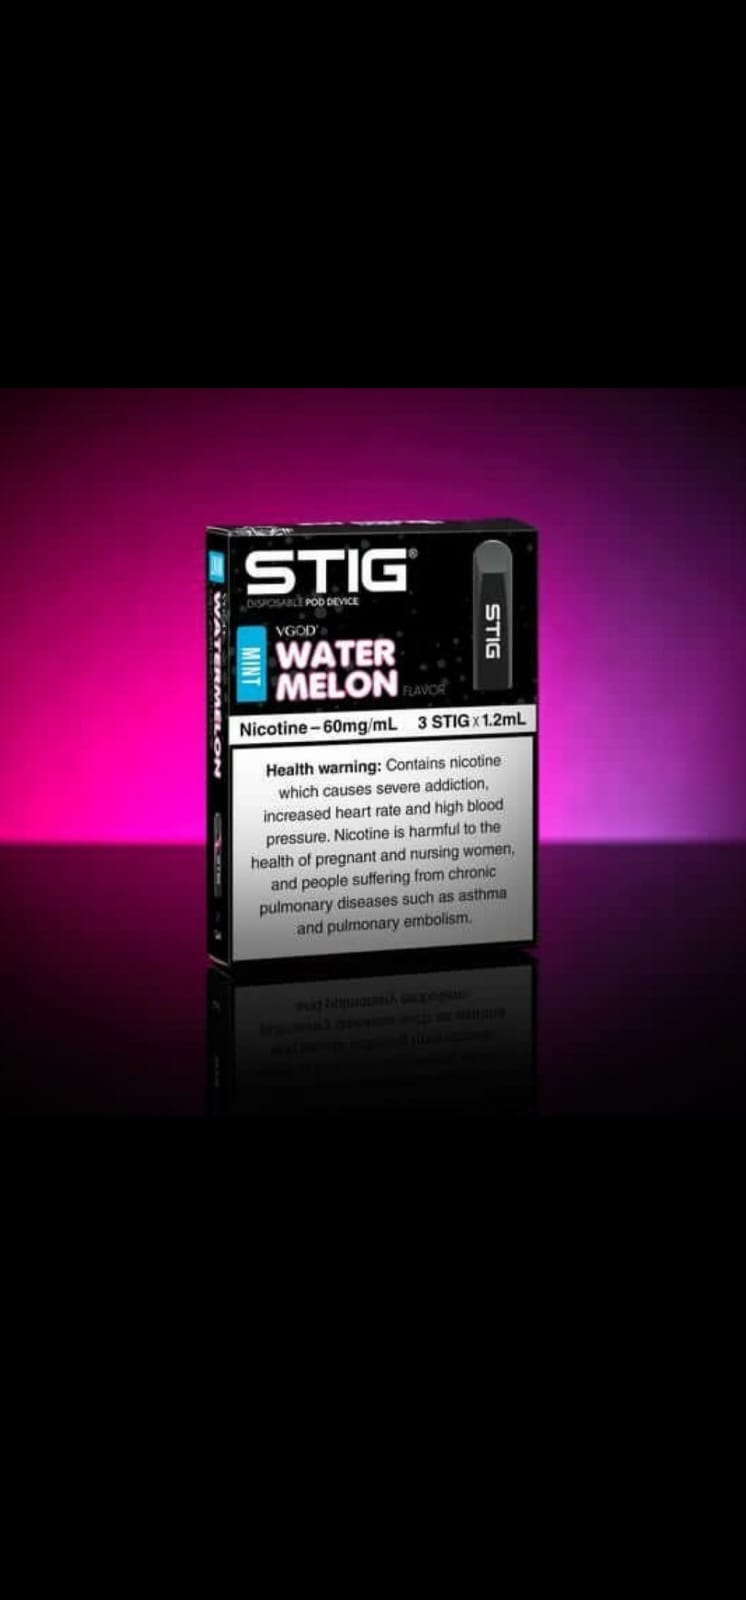 STIG®
DISPOSABLE POD DEVICE
STIG
MINT
VGOD®
WATER
MELON FLAVOR
Nicotine – 60mg/mL 3 STIG x 1.2mL
Health warning: Contains nicotine
which causes severe addiction,
increased heart rate and high blood
pressure. Nicotine is harmful to the
health of pregnant and nursing women,
and people suffering from chronic
pulmonary diseases such as asthma
and pulmonary embolism.
MINT
WATERMELON